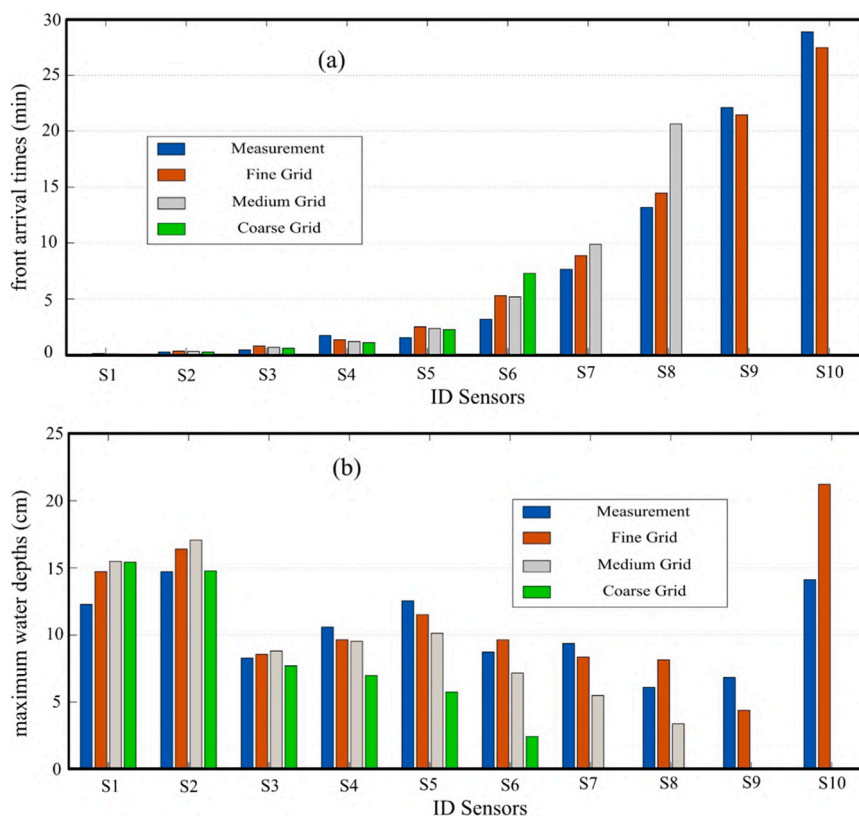 30
25
20
15
10
5
0
front arrival times (min)
(a)
Measurement
Fine Grid
Medium Grid
Coarse Grid
S1 S2 S3 S4 S5 S6 S7 S8 S9 S10
ID Sensors
25
20
15
10
5
0
maximum water depths (cm)
(b)
Measurement
Fine Grid
Medium Grid
Coarse Grid
S1 S2 S3 S4 S5 S6 S7 S8 S9 S10
ID Sensors